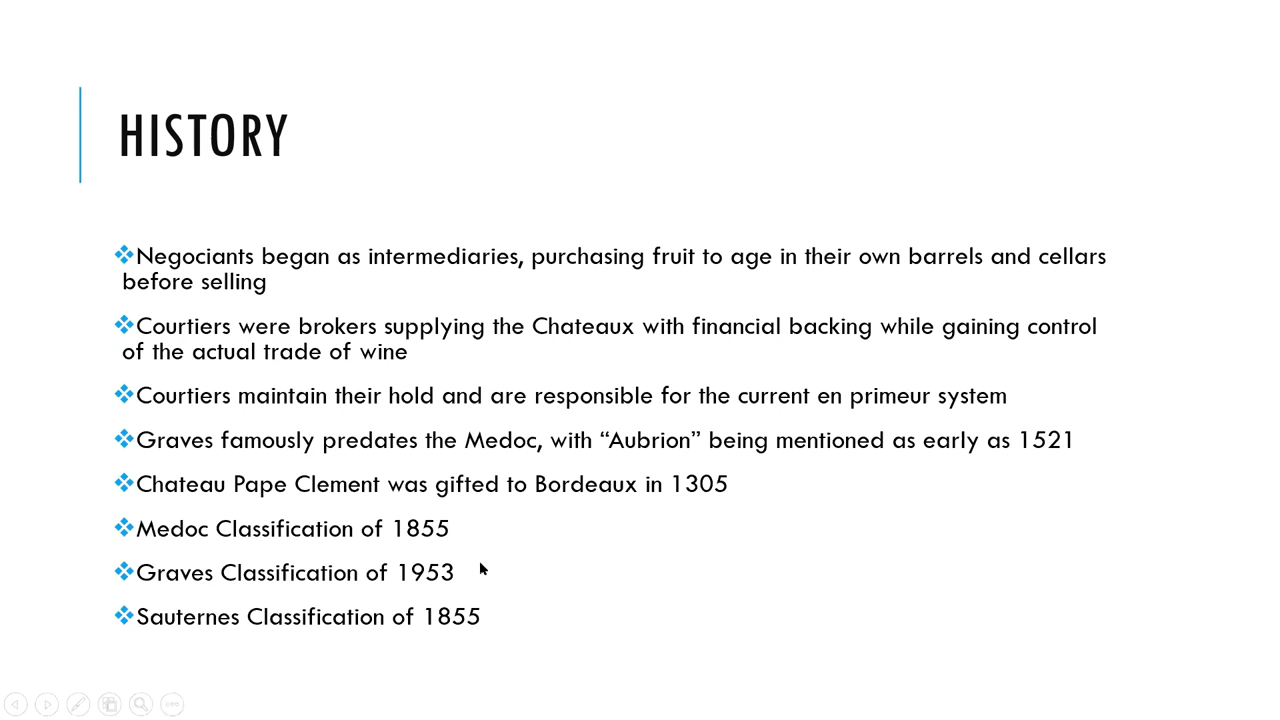 HISTORY
❖Negociants began as intermediaries, purchasing fruit to age in their own barrels and cellars
before selling
❖Courtiers were brokers supplying the Chateaux with financial backing while gaining control
of the actual trade of wine
❖Courtiers maintain their hold and are responsible for the current en primeur system
❖Graves famously predates the Medoc, with “Aubrion” being mentioned as early as 1521
❖Chateau Pape Clement was gifted to Bordeaux in 1305
❖Medoc Classification of 1855
❖Graves Classification of 1953
❖Sauternes Classification of 1855